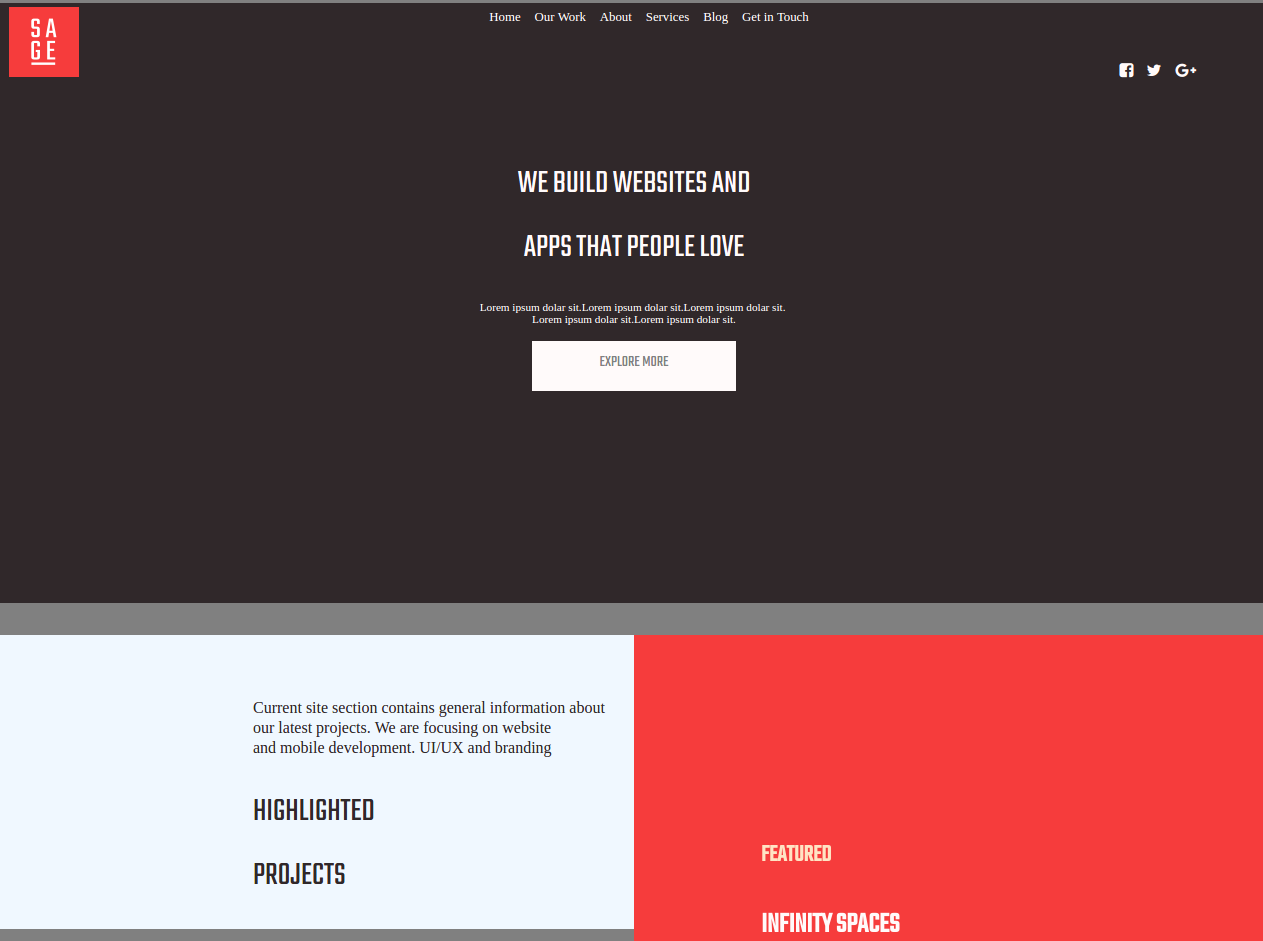 SA
GE
Home Our Work About Services Blog Get in Touch
WE BUILD WEBSITES AND
APPS THAT PEOPLE LOVE
Lorem ipsum dolar sit.Lorem ipsum dolar sit.Lorem ipsum dolar sit.
Lorem ipsum dolar sit.Lorem ipsum dolar sit.
EXPLORE MORE
Current site section contains general information about
our latest projects. We are focusing on website
and mobile development. UI/UX and branding
HIGHLIGHTED
PROJECTS
FEATURED
INFINITY SPACES